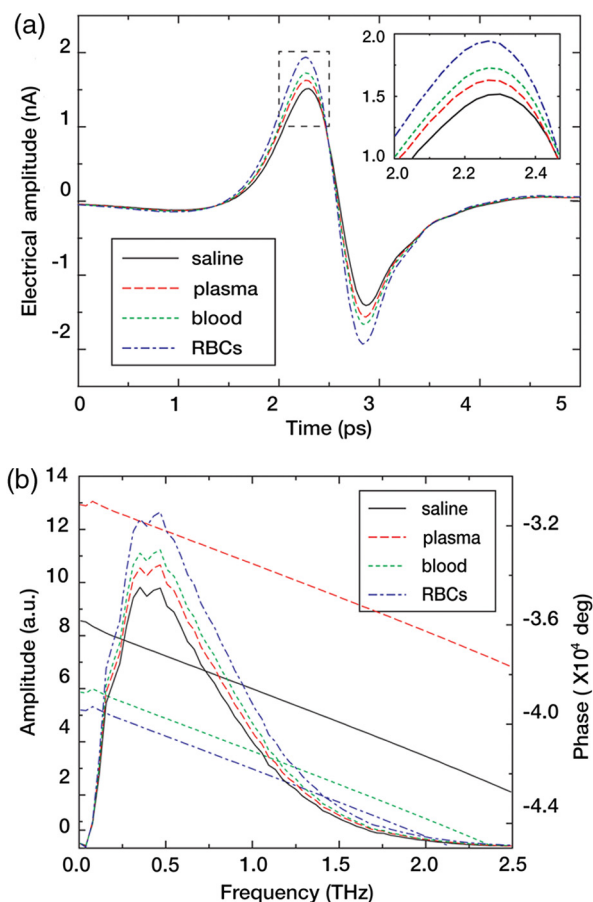 (a)
2
1
0
-1
-2
Electrical amplitude (nA)
2.0
1.5
1.0
2.0
2.2
2.4
saline
plasma
blood
RBCs
0
1
2
3
4
5
Time (ps)
(b)
14
12
10
8
6
4
2
0
Amplitude (a.u.)
saline
plasma
blood
RBCs
-3.2
-3.6
-4.0
-4.4
Phase ( X10⁴ deg)
0.0
0.5
1.0
1.5
2.0
2.5
Frequency (THz)